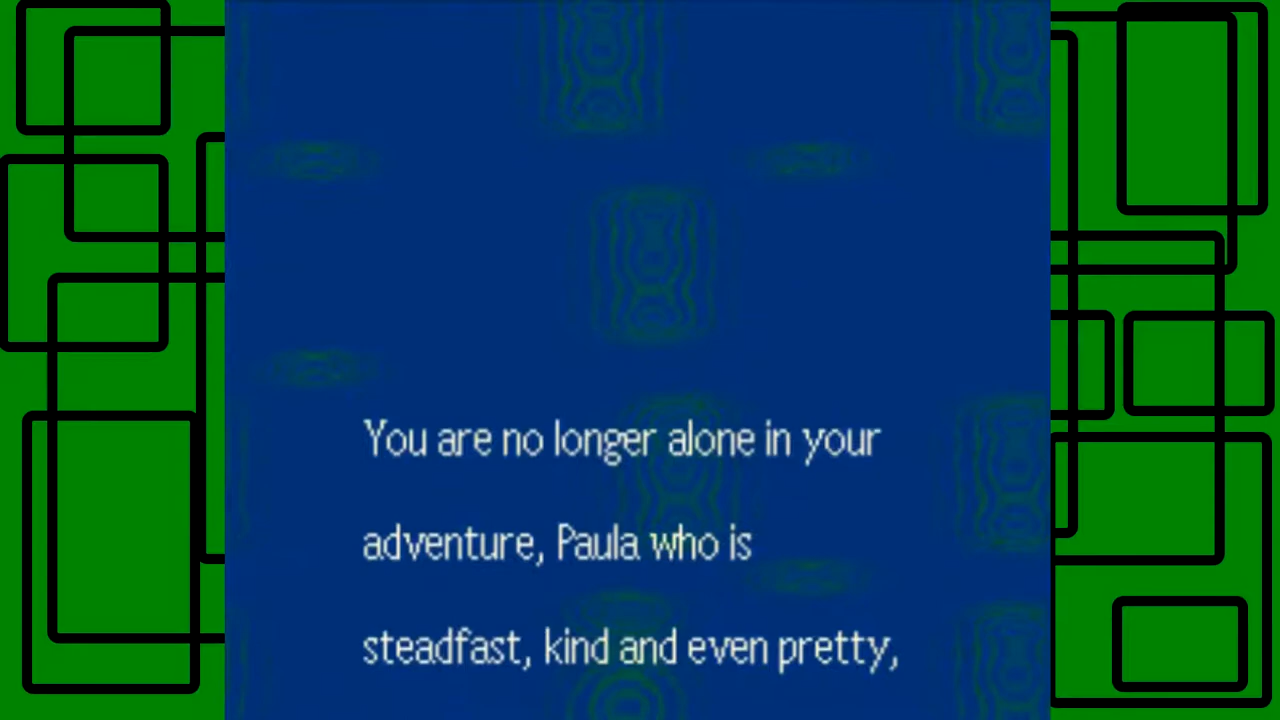 You are no longer alone in your
adventure, Paula who is
steadfast, kind and even pretty,